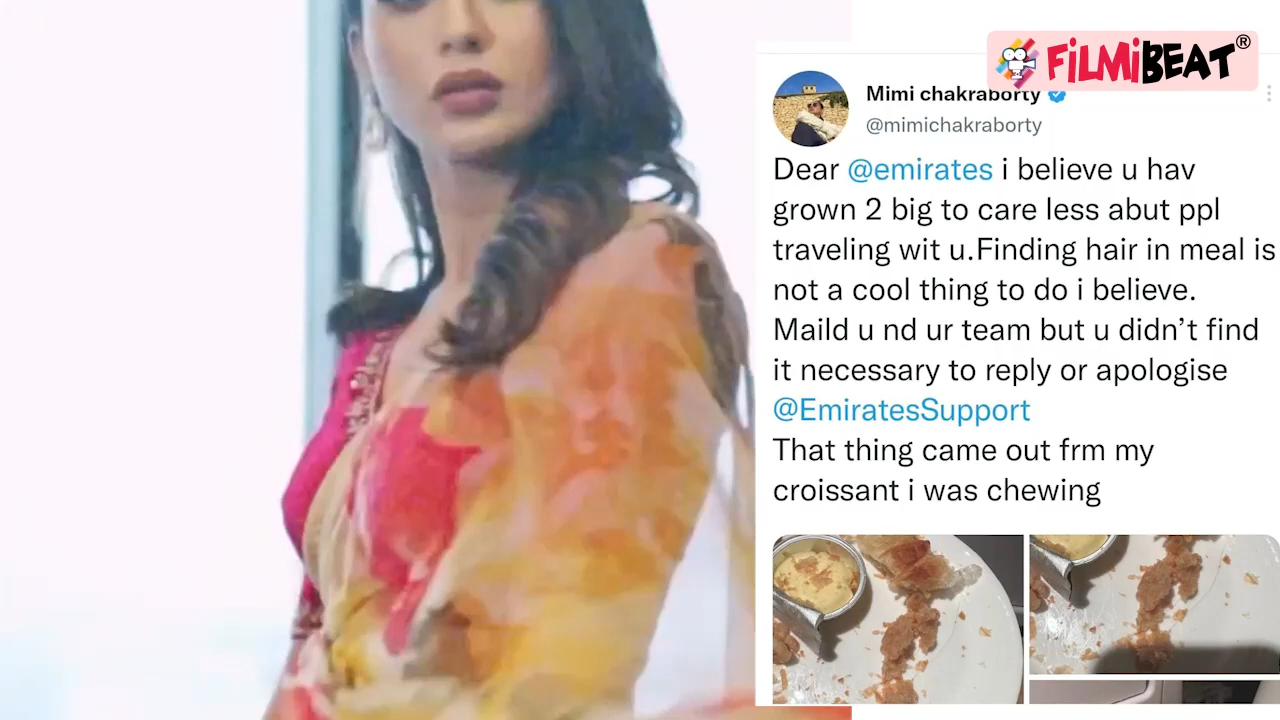 FiLMiBEAT®
Mimi chakraborty
@mimichakraborty
Dear @emirates i believe u hav
grown 2 big to care less abut ppl
traveling wit u.Finding hair in meal is
not a cool thing to do i believe.
Maild u nd ur team but u didn’t find
it necessary to reply or apologise
@EmiratesSupport
That thing came out frm my
croissant i was chewing